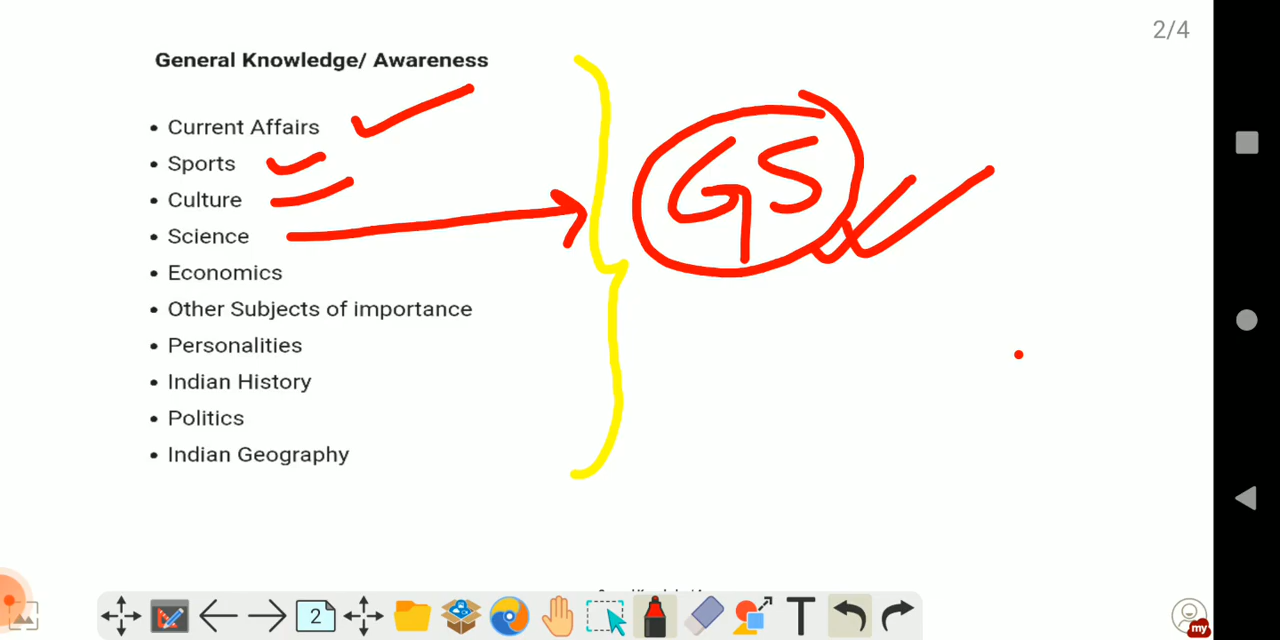 2/4
General Knowledge/ Awareness
• Current Affairs
• Sports
• Culture
• Science
• Economics
• Other Subjects of importance
• Personalities
• Indian History
• Politics
• Indian Geography
GS
2
T
my